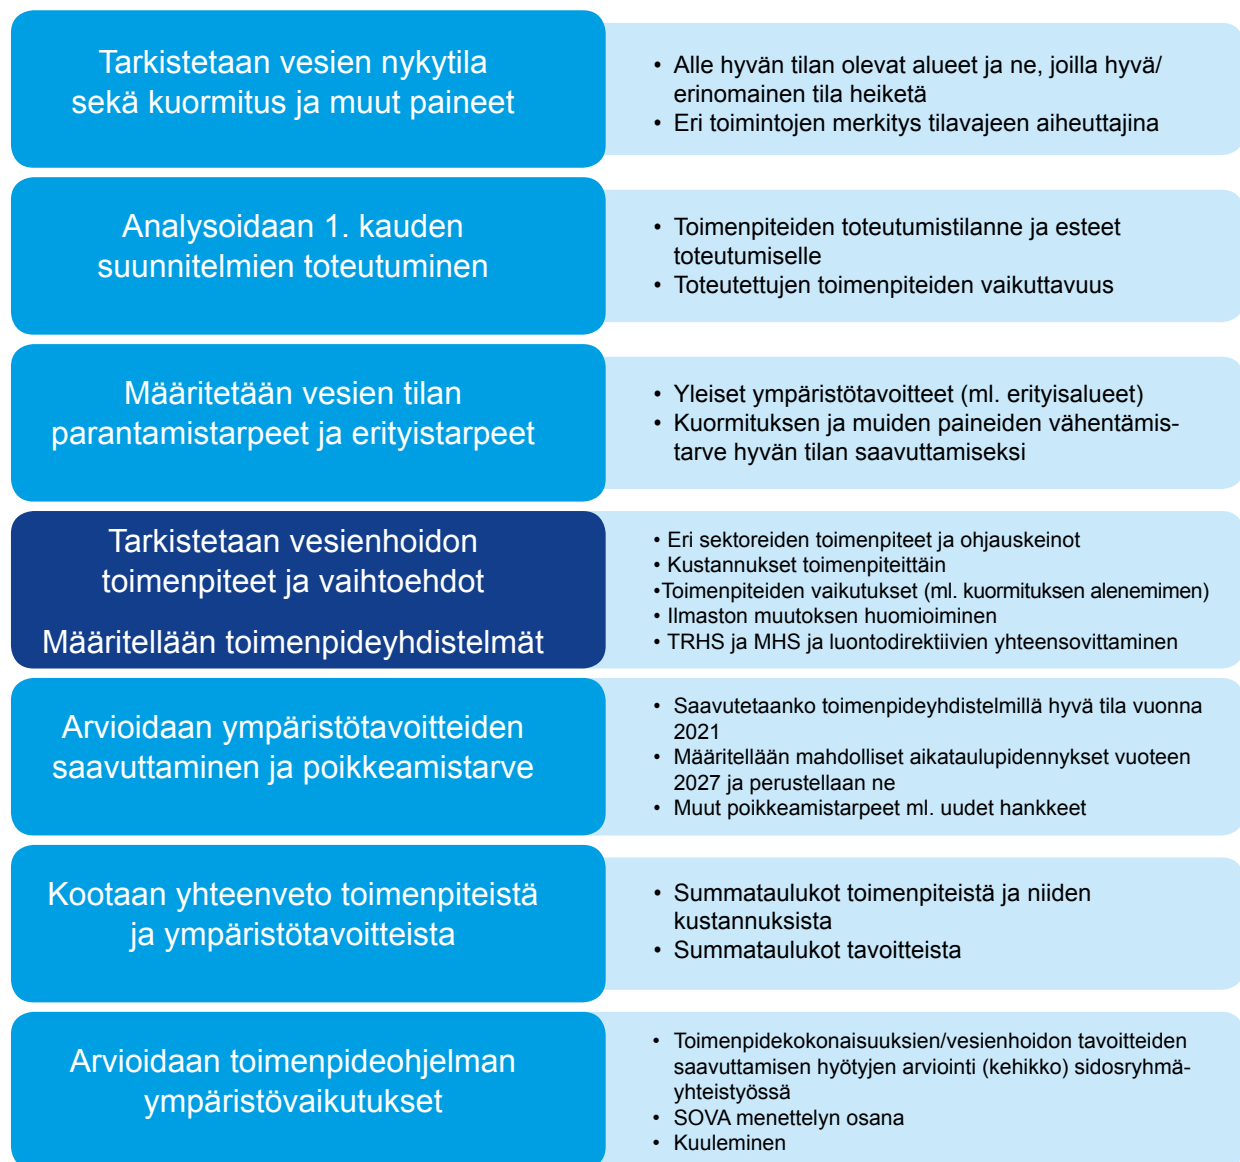 Tarkistetaan vesien nykytila
sekä kuormitus ja muut paineet
• Alle hyvän tilan olevat alueet ja ne, joilla hyvä/
erinomainen tila heiketä
• Eri toimintojen merkitys tilavajeen aiheuttajina
Analysoidaan 1. kauden
suunnitelmien toteutuminen
• Toimenpiteiden toteutumistilanne ja esteet
toteutumiselle
• Toteutettujen toimenpiteiden vaikuttavuus
Määritetään vesien tilan
parantamistarpeet ja erityistarpeet
• Yleiset ympäristötavoitteet (ml. erityisalueet)
• Kuormituksen ja muiden paineiden vähentämis-
tarve hyvän tilan saavuttamiseksi
Tarkistetaan vesienhoidon
toimenpiteet ja vaihtoehdot
Määritellään toimenpideyhdistelmät
• Eri sektoreiden toimenpiteet ja ohjauskeinot
• Kustannukset toimenpiteittäin
•Toimenpiteiden vaikutukset (ml. kuormituksen alenemimen)
• Ilmaston muutoksen huomioiminen
• TRHS ja MHS ja luontodirektiivien yhteensovittaminen
Arvioidaan ympäristötavoitteiden
saavuttaminen ja poikkeamistarve
• Saavutetaanko toimenpideyhdistelmillä hyvä tila vuonna
2021
• Määritellään mahdolliset aikataulupidennykset vuoteen
2027 ja perustellaan ne
• Muut poikkeamistarpeet ml. uudet hankkeet
Kootaan yhteenveto toimenpiteistä
ja ympäristötavoitteista
• Summataulukot toimenpiteistä ja niiden
kustannuksista
• Summataulukot tavoitteista
Arvioidaan toimenpideohjelman
ympäristövaikutukset
• Toimenpidekokonaisuuksien/vesienhoidon tavoitteiden
saavuttamisen hyötyjen arviointi (kehikko) sidosryhmä-
yhteistyössä
• SOVA menettelyn osana
• Kuuleminen